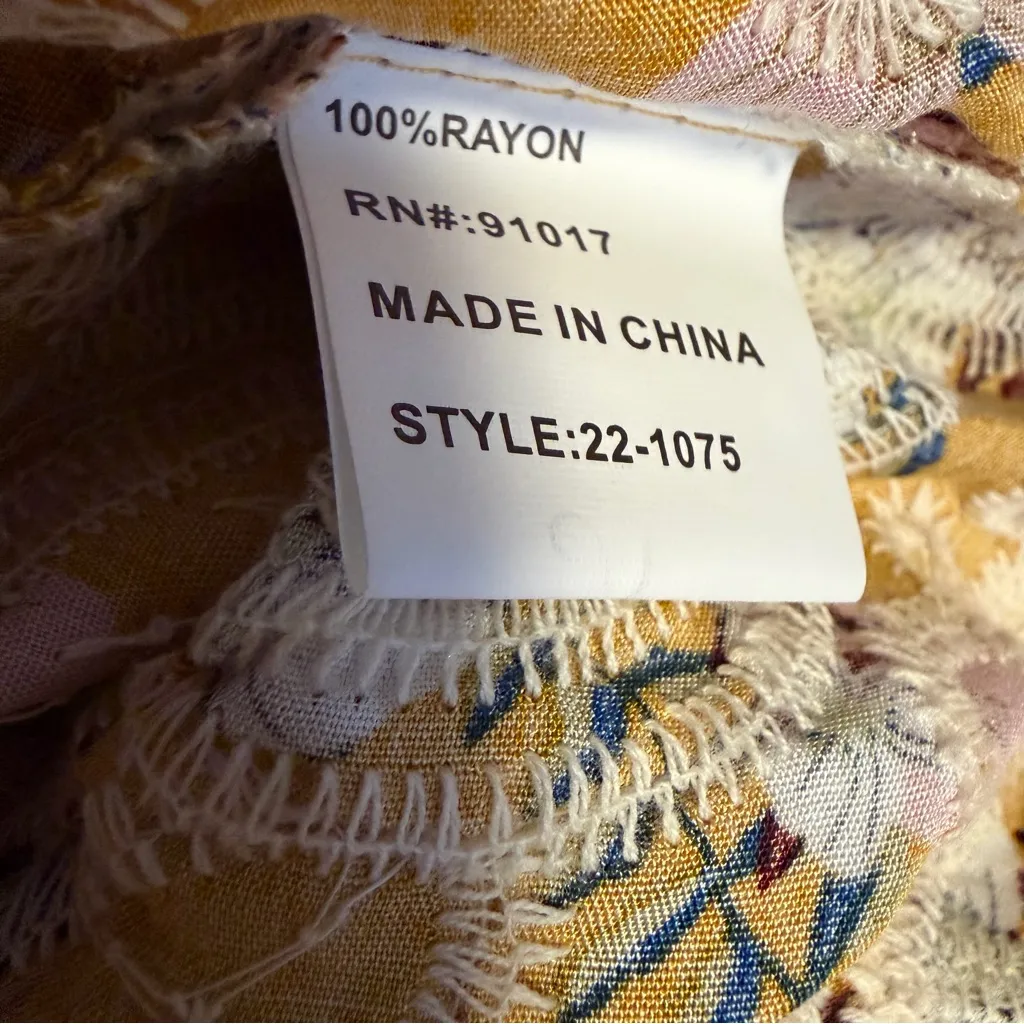 100%RAYON
RN#:91017
MADE IN CHINA
STYLE:22-1075